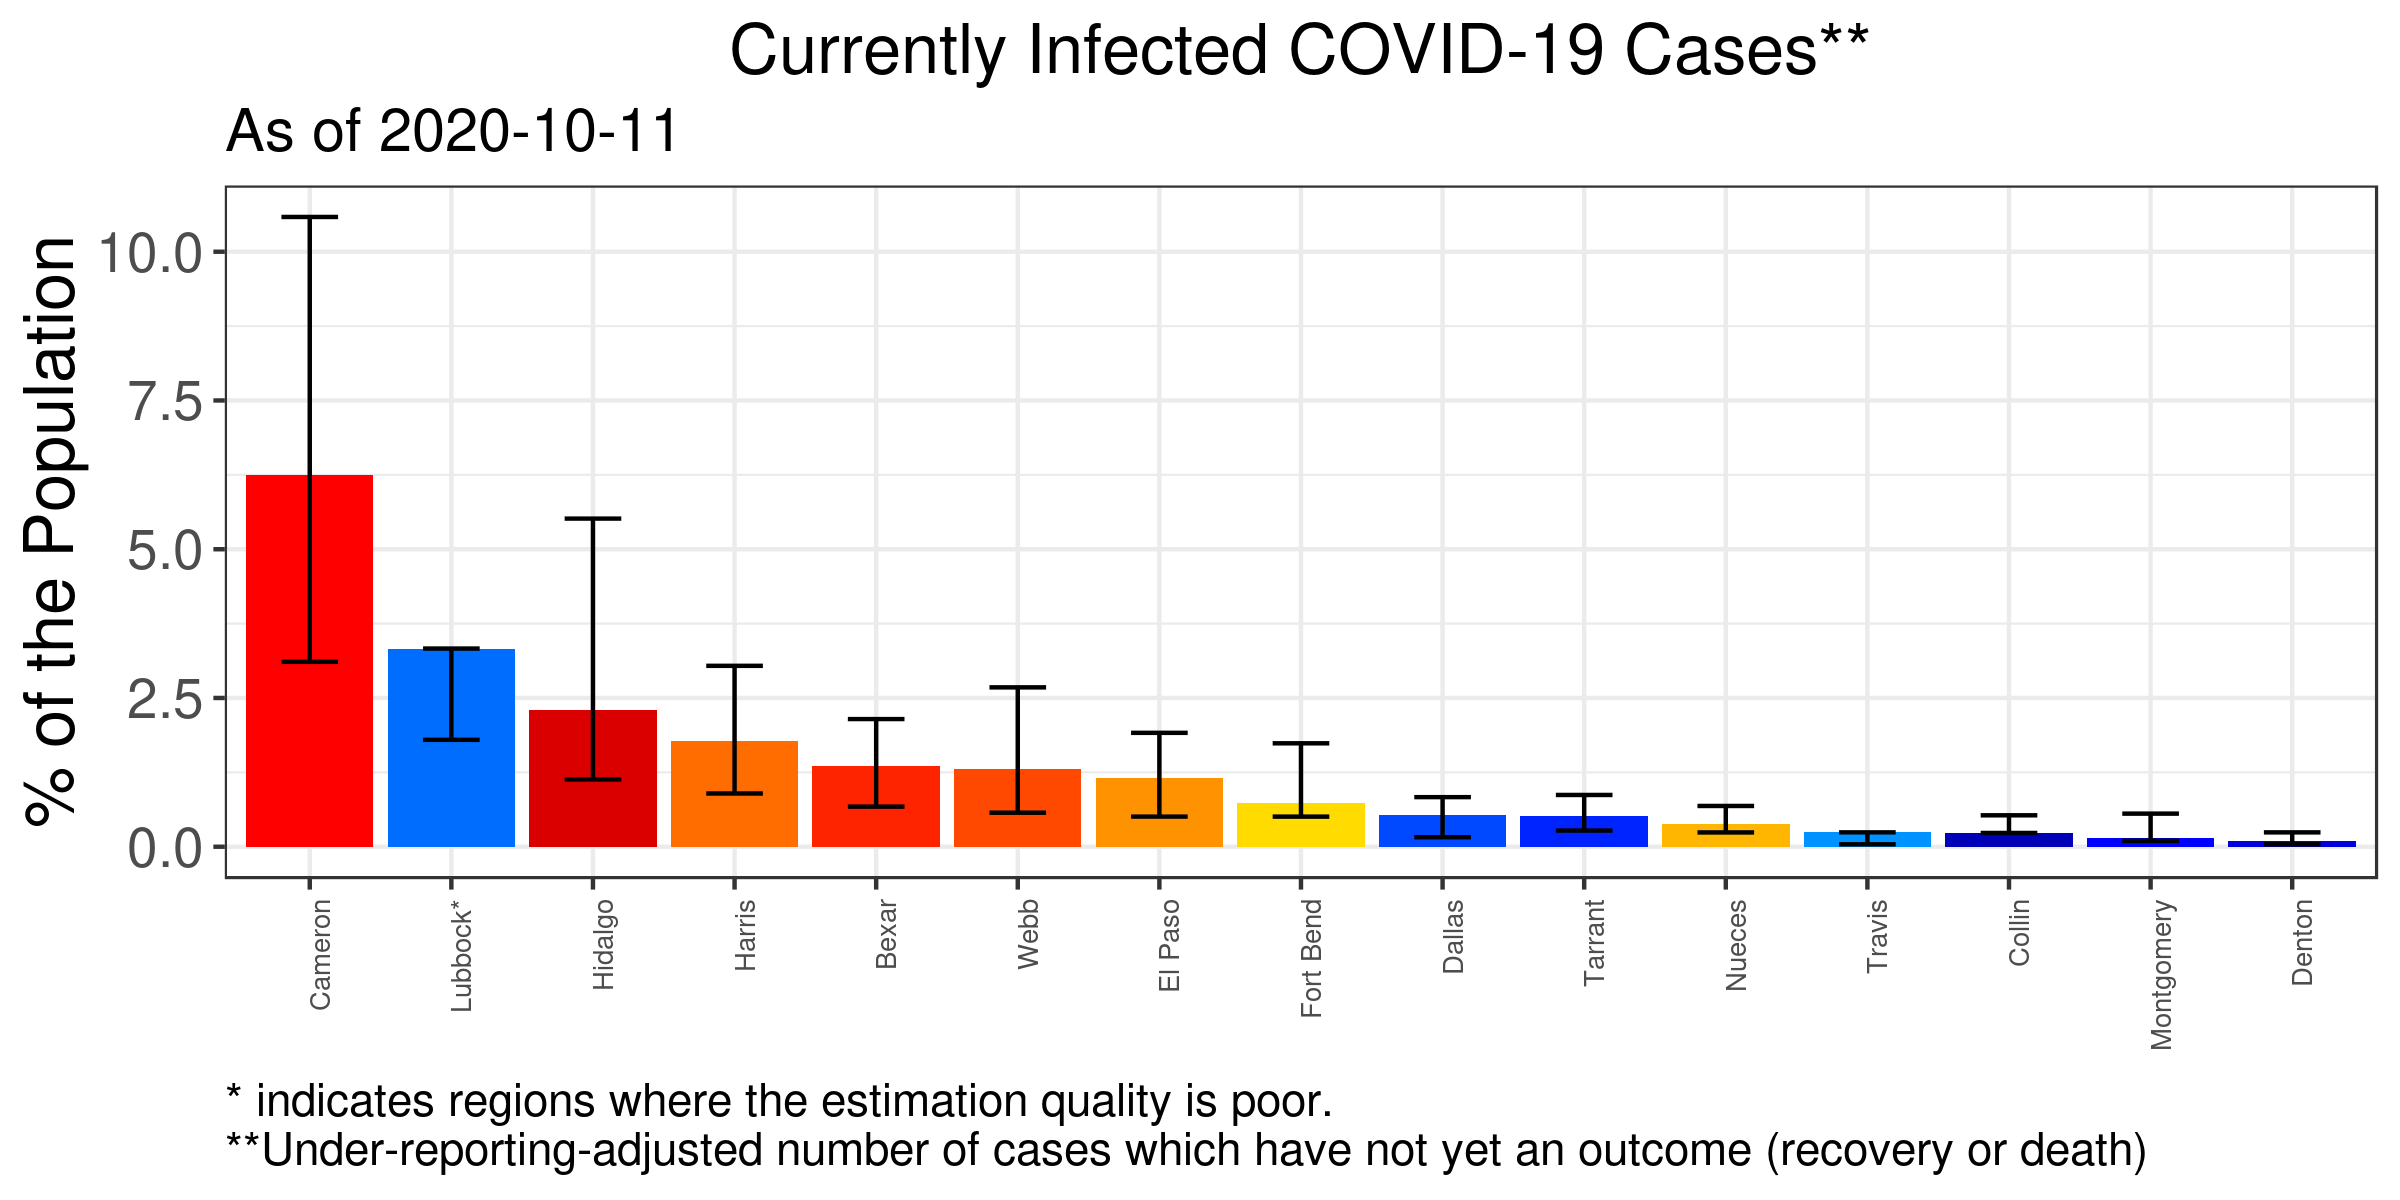 Currently Infected COVID-19 Cases**
As of 2020-10-11
% of the Population
10.0
7.5
5.0
2.5
0.0
Cameron
Lubbock*
Hidalgo
Harris
Bexar
Webb
El Paso
Fort Bend
Dallas
Tarrant
Nueces
Travis
Collin
Montgomery
Denton
* indicates regions where the estimation quality is poor.
**Under-reporting-adjusted number of cases which have not yet an outcome (recovery or death)